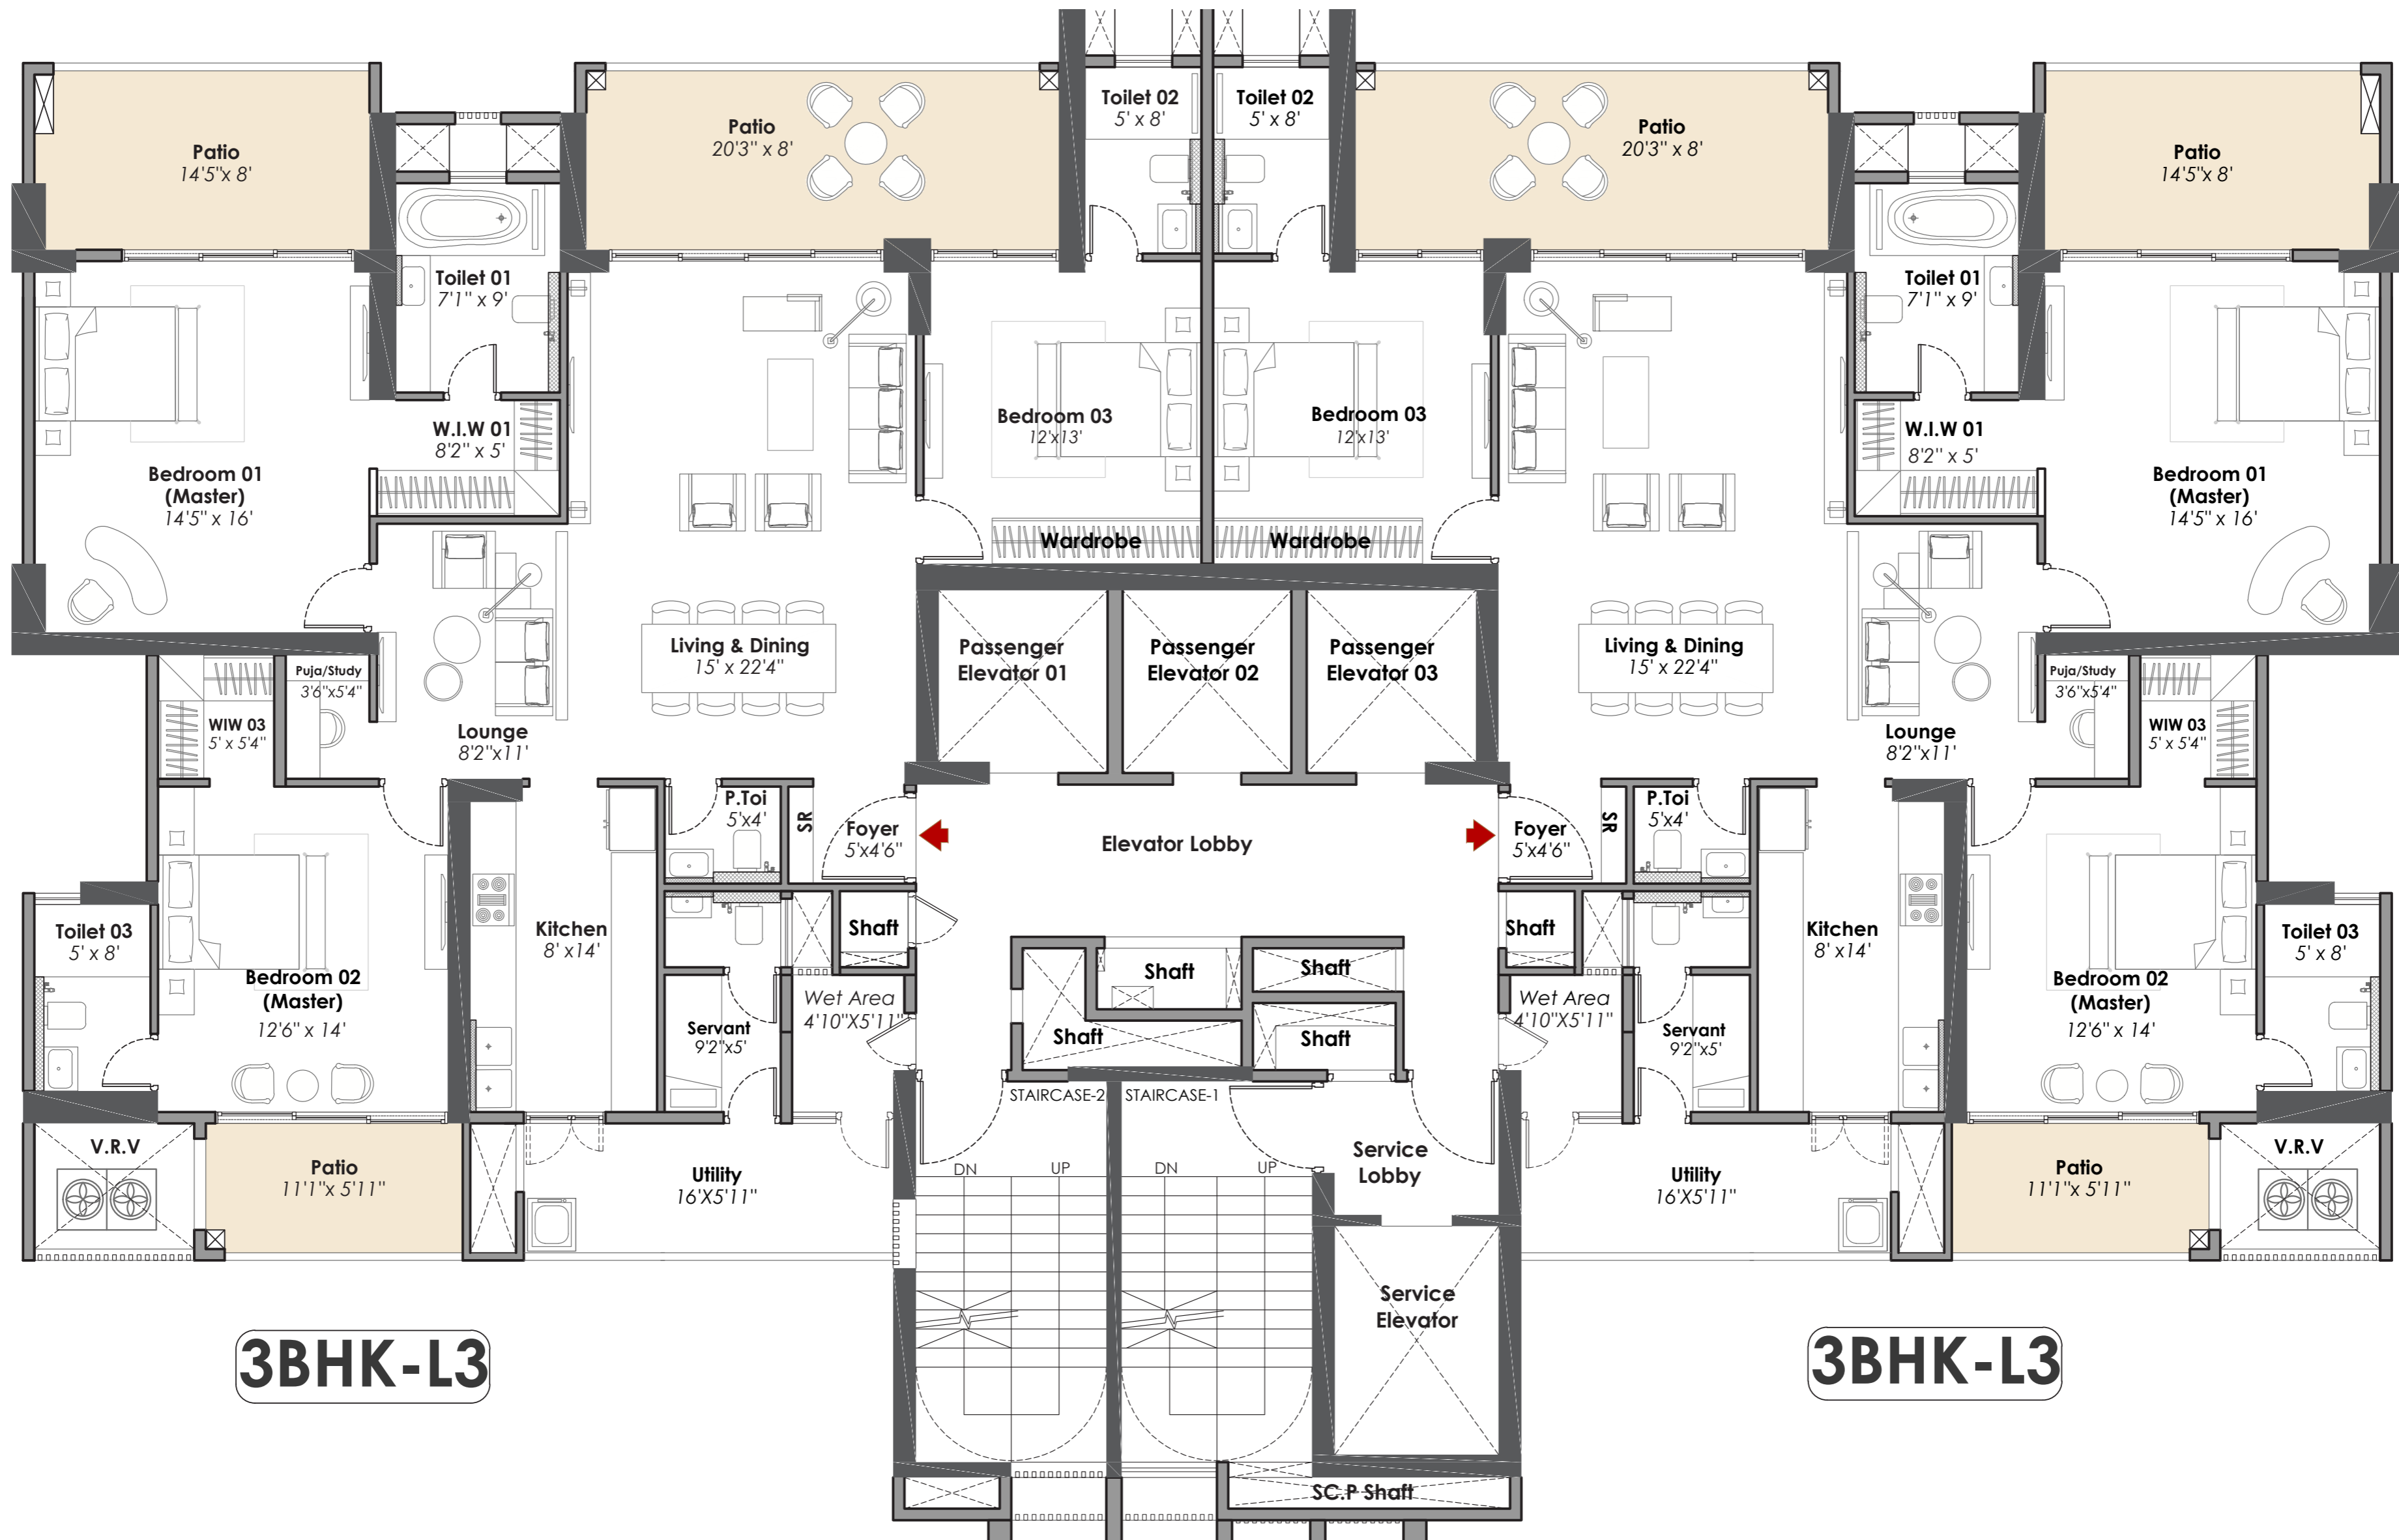 Toilet 02
5' x 8'
Toilet 02
5' x 8'
Patio
14'5"x 8'
Patio
20'3" x 8'
Patio
20'3" x 8'
Patio
14'5"x 8'
Toilet 01
7'1" x 9'
Toilet 01
7'1" x 9'
W.I.W 01
8'2" x 5'
Bedroom 03
12'x13'
Bedroom 03
12'x13'
W.I.W 01
8'2" x 5'
Bedroom 01
(Master)
14'5" x 16'
Bedroom 01
(Master)
14'5" x 16'
Wardrobe
Wardrobe
Living & Dining
15' x 22'4"
Passenger
Elevator 01
Passenger
Elevator 02
Passenger
Elevator 03
Living & Dining
15' x 22'4"
Puja/Study
3'6"x5'4"
Puja/Study
3'6"x5'4"
WIW 03
5' x 5'4"
Lounge
8'2"x11'
Lounge
8'2"x11'
WIW 03
5' x 5'4"
P.Toi
5'x4'
SR
Foyer
5'x4'6"
Elevator Lobby
Foyer
5'x4'6"
SR
P.Toi
5'x4'
Toilet 03
5' x 8'
Kitchen
8' x14'
Shaft
Shaft
Kitchen
8' x14'
Toilet 03
5' x 8'
Bedroom 02
(Master)
12'6" x 14'
Servant
9'2"x5'
Wet Area
4'10"X5'11"
Shaft
Shaft
Shaft
Shaft
Wet Area
4'10"X5'11"
Servant
9'2"x5'
Bedroom 02
(Master)
12'6" x 14'
STAIRCASE-2
STAIRCASE-1
V.R.V
Patio
11'1"x 5'11"
Utility
16'X5'11"
DN
UP
DN
UP
Service
Lobby
Utility
16'X5'11"
Patio
11'1"x 5'11"
V.R.V
Service
Elevator
3BHK-L3
3BHK-L3
SC.P Shaft